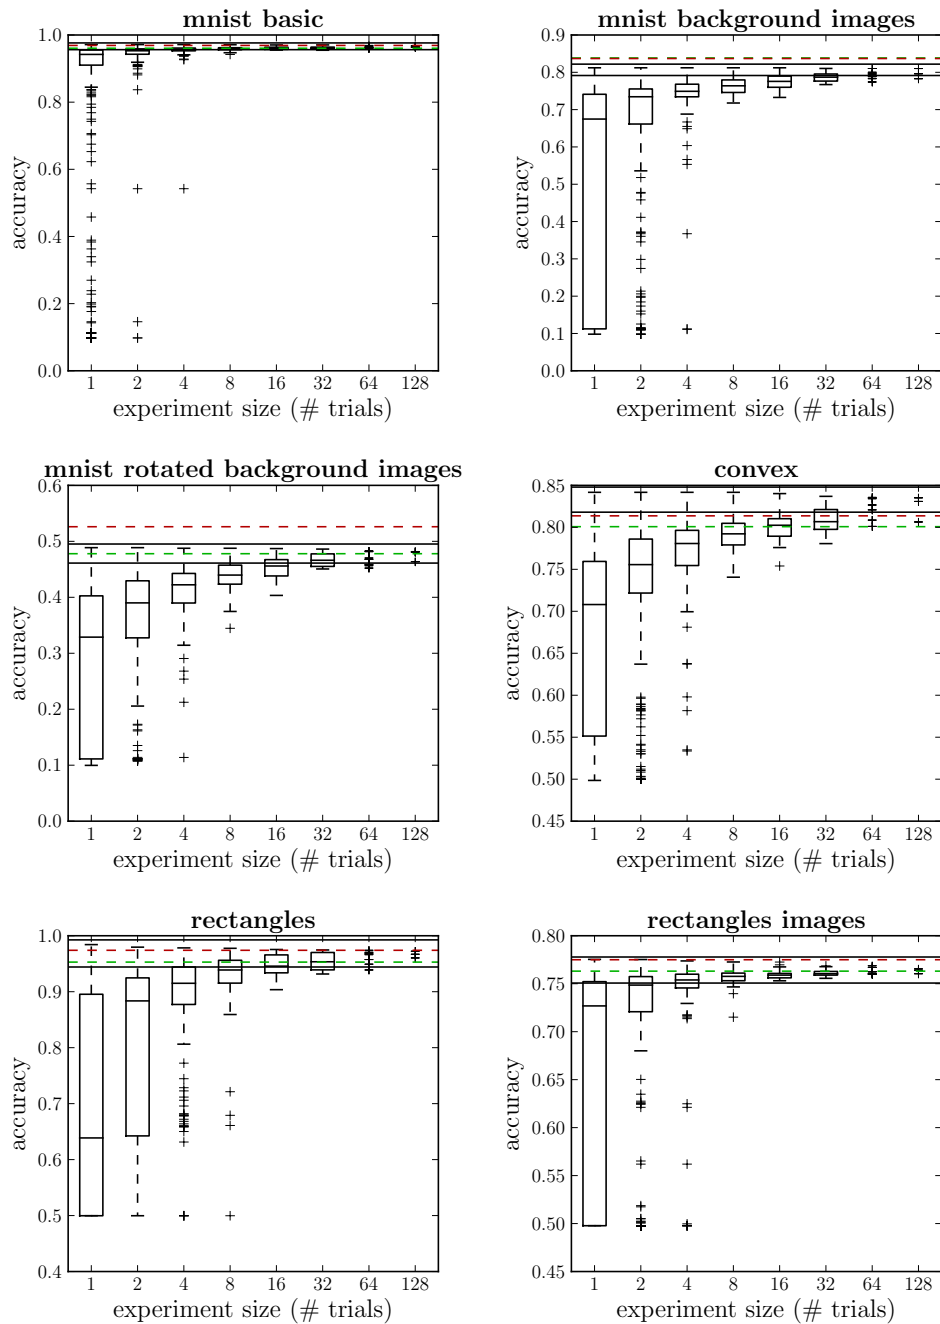 mnist basic
1.0
0.8
0.6
0.4
0.2
0.0
accuracy
1 2 4 8 16 32 64 128
experiment size (# trials)
mnist background images
0.9
0.8
0.7
0.6
0.5
0.4
0.3
0.2
0.1
0.0
accuracy
1 2 4 8 16 32 64 128
experiment size (# trials)
mnist rotated background images
0.6
0.5
0.4
0.3
0.2
0.1
0.0
accuracy
1 2 4 8 16 32 64 128
experiment size (# trials)
convex
0.85
0.80
0.75
0.70
0.65
0.60
0.55
0.50
0.45
accuracy
1 2 4 8 16 32 64 128
experiment size (# trials)
rectangles
1.0
0.9
0.8
0.7
0.6
0.5
0.4
accuracy
1 2 4 8 16 32 64 128
experiment size (# trials)
rectangles images
0.80
0.75
0.70
0.65
0.60
0.55
0.50
0.45
accuracy
1 2 4 8 16 32 64 128
experiment size (# trials)